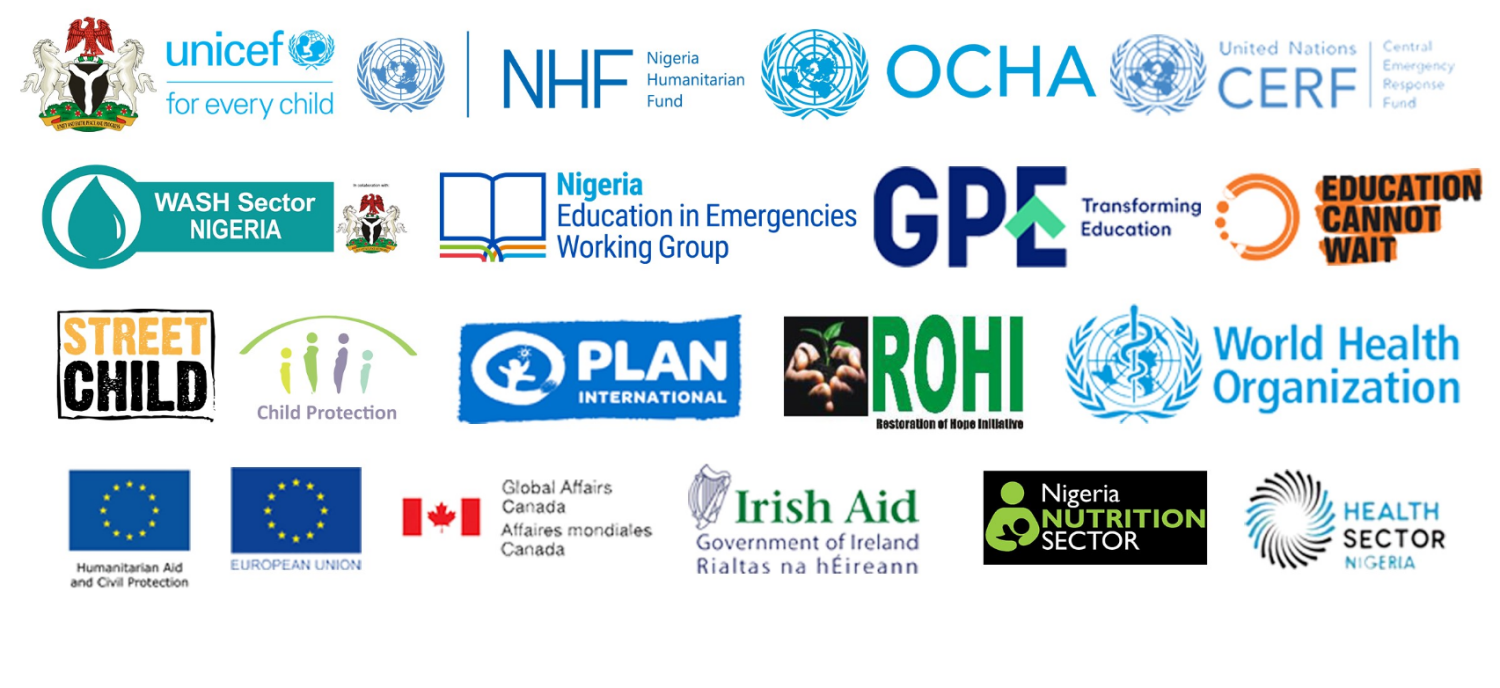 unicef
for every child
NHF
Nigeria
Humanitarian
Fund
OCHA
United Nations
CERF
Central
Emergency
Response
Fund
WASH Sector
NIGERIA
In collaboration with:
Nigeria
Education in Emergencies
Working Group
GPE
Transforming
Education
EDUCATION
CANNOT
WAIT
STREET
CHILD
Child Protection
PLAN
INTERNATIONAL
ROHI
Restoration of Hope Initiative
World Health
Organization
Humanitarian Aid
and Civil Protection
EUROPEAN UNION
Global Affairs
Canada
Affaires mondiales
Canada
Irish Aid
Government of Ireland
Rialtas na hÉireann
Nigeria
NUTRITION
SECTOR
HEALTH
SECTOR
NIGERIA